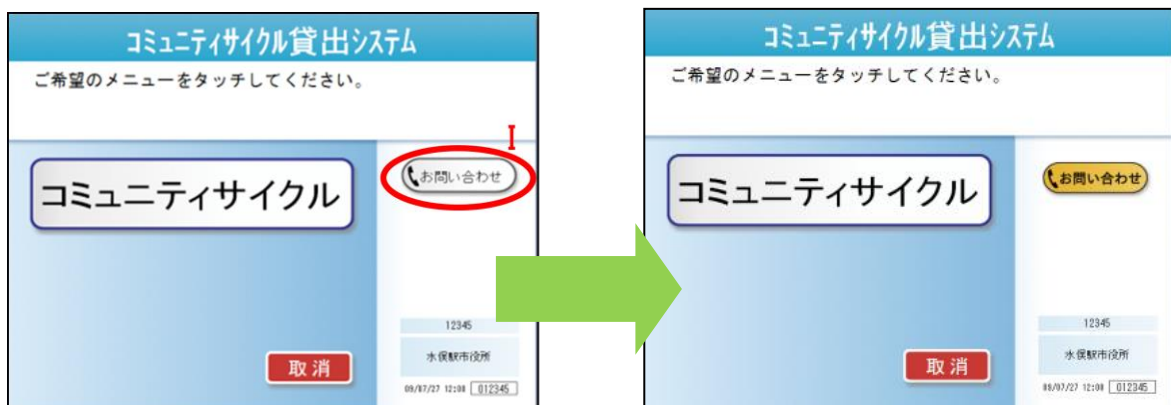 コミュニティサイクル貸出システム
ご希望のメニューをタッチしてください。
I
コミュニティサイクル
お問い合わせ
12345
水俣駅市役所
取消
09/07/27 12:08 012345
コミュニティサイクル貸出システム
ご希望のメニューをタッチしてください。
コミュニティサイクル
お問い合わせ
12345
水俣駅市役所
取消
09/07/27 12:08 012345